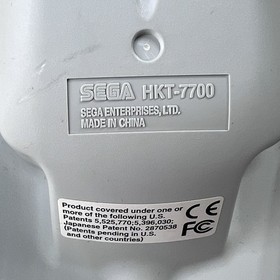 SEGA HKT-7700
SEGA ENTERPRISES, LTD.
MADE IN CHINA
Product covered under one or
more of the following U.S.
Patents 5,525,770; 5,396,030;
Japanese Patent No. 2870538
(Patents pending in U.S.
and other countries)
CE
FC